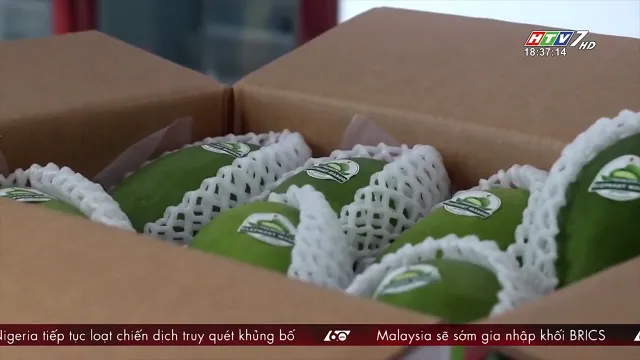 HTV7 HD
18:37:14
Nigeria tiếp tục loạt chiến dịch truy quét khủng bố
60
Malaysia sẽ sớm gia nhập khối BRICS